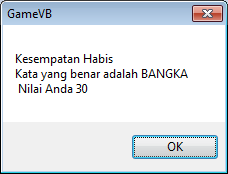 GameVB
Kesempatan Habis
Kata yang benar adalah BANGKA
Nilai Anda 30
OK